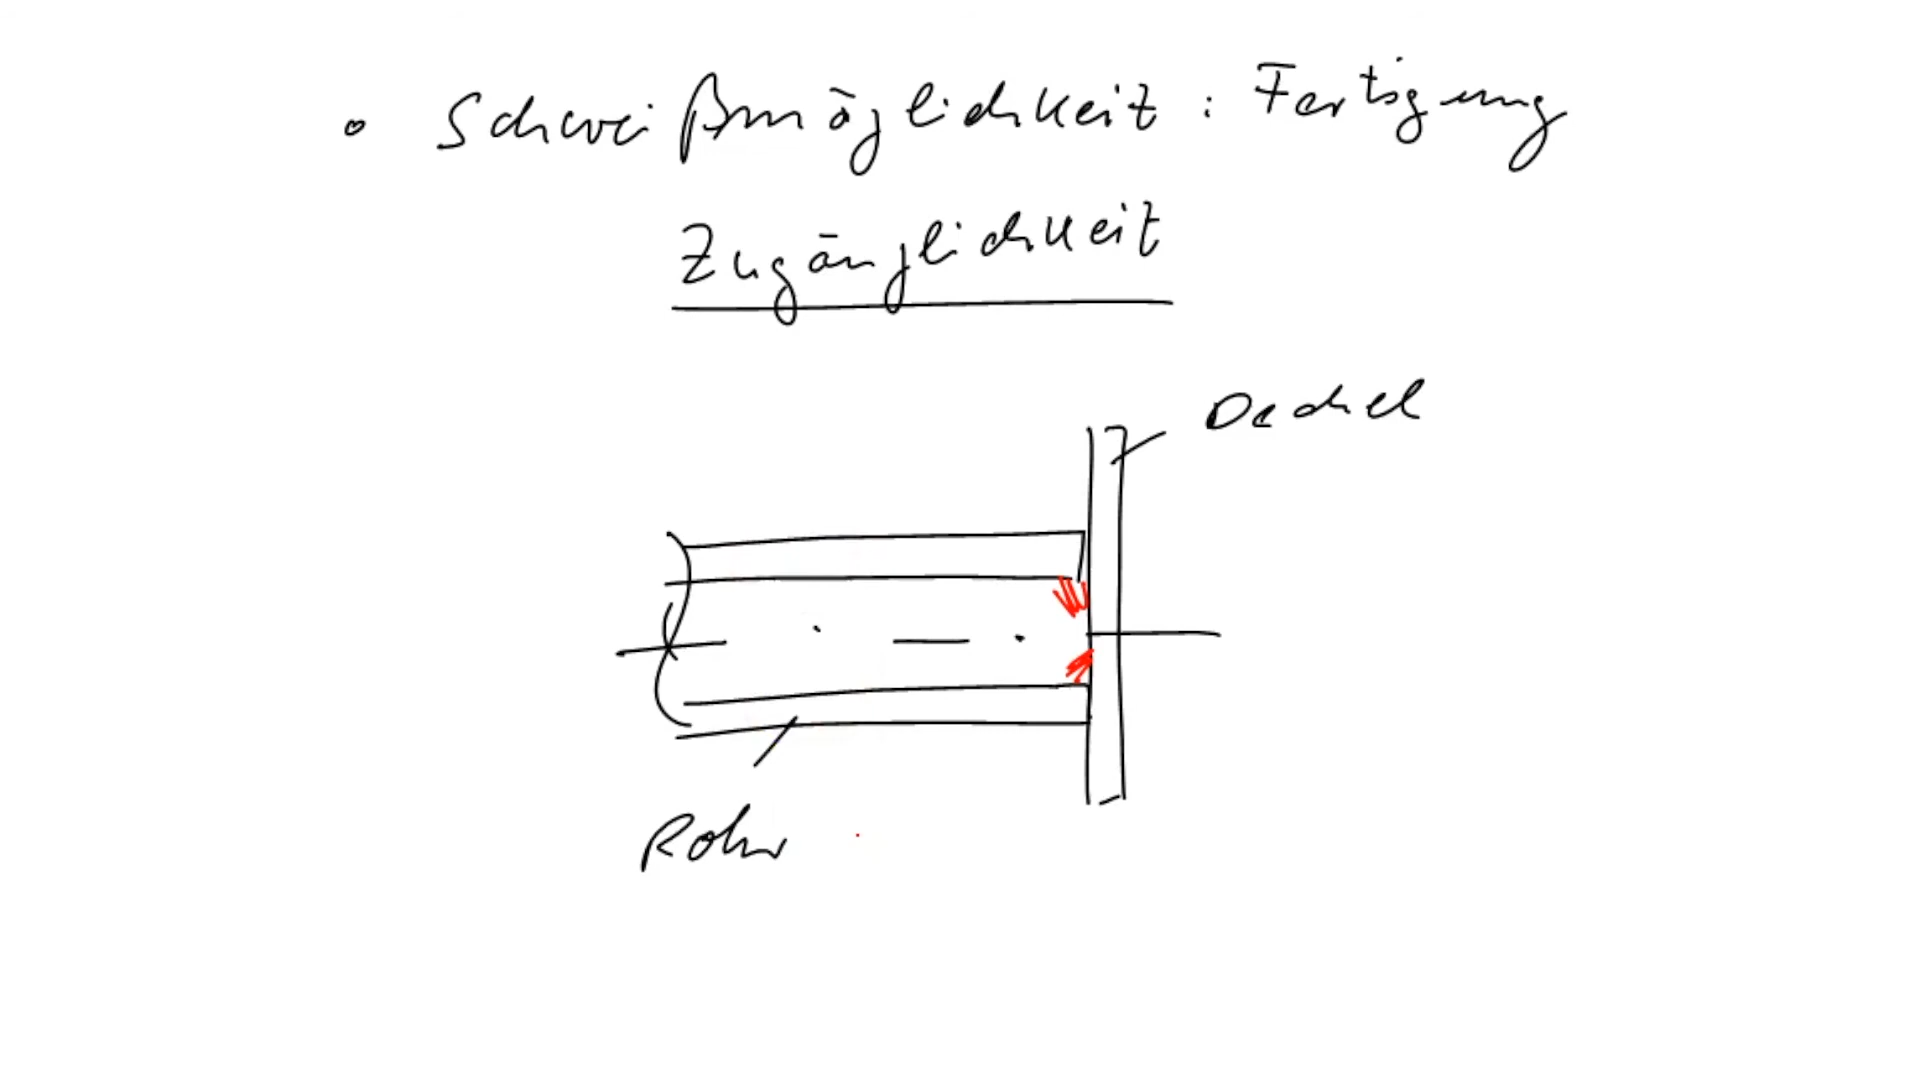 • Schweißmöglichkeit : Fertigung
Zugänglichkeit
Deckel
Rohr